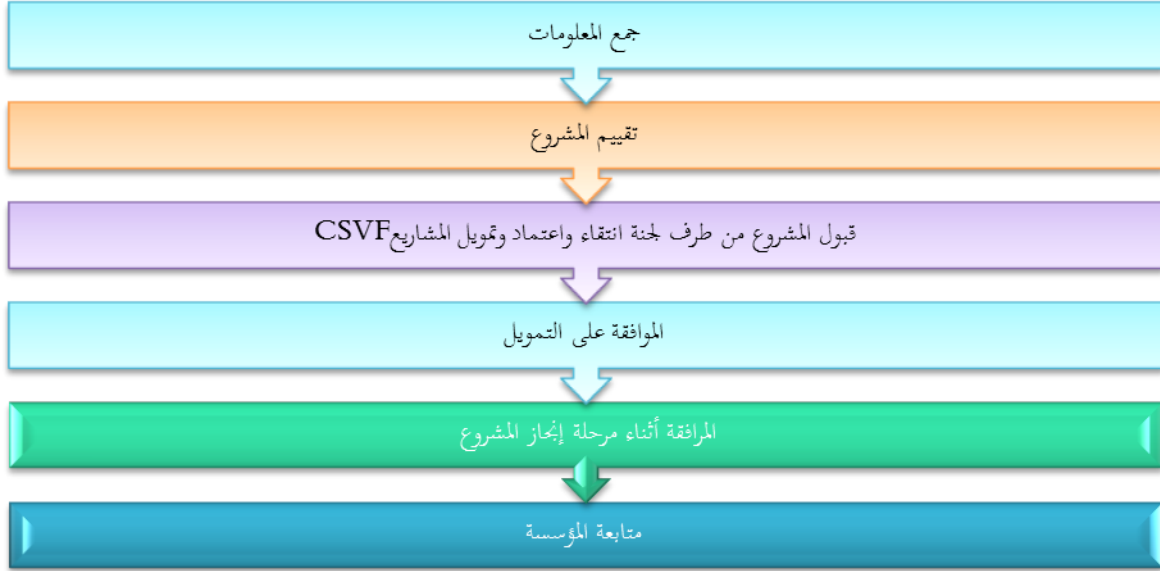 جمع المعلومات
تقييم المشروع
قبول المشروع من طرف لجنة انتقاء واعتماد وتمويل المشاريعCSVF
الموافقة على التمويل
المرافقة أثناء مرحلة إنجاز المشروع
متابعة المؤسسة